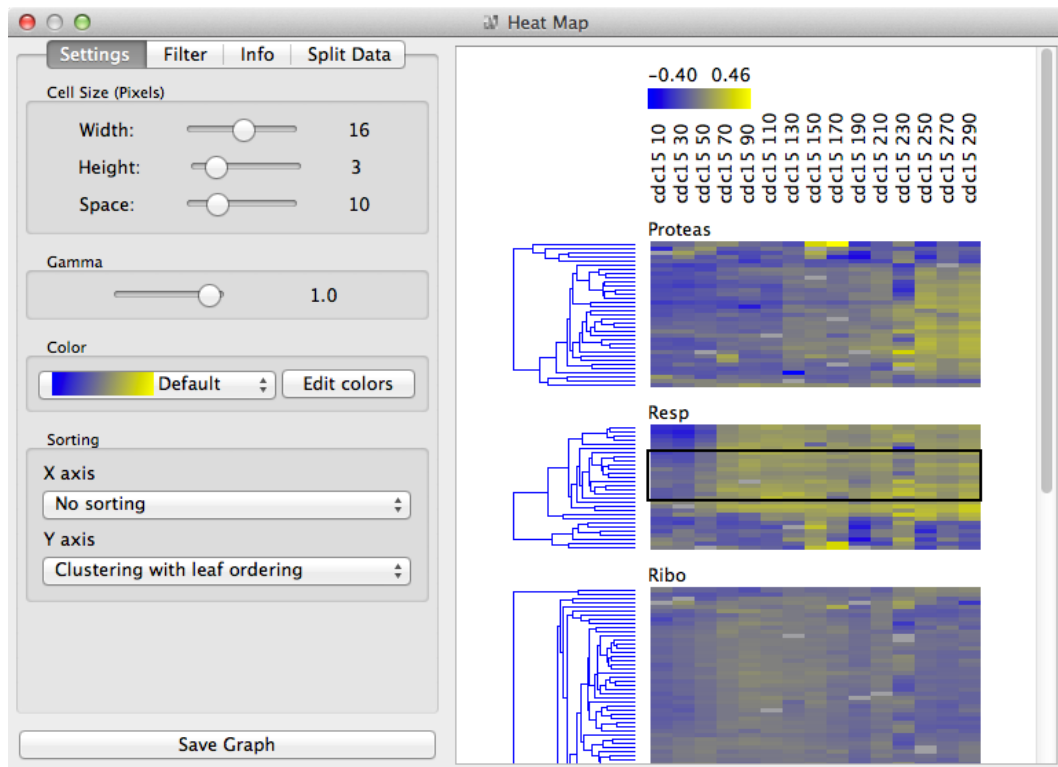 Heat Map
Settings Filter Info Split Data
Cell Size (Pixels)
Width: 16
Height: 3
Space: 10
Gamma
1.0
Color
Default Edit colors
Sorting
X axis
No sorting
Y axis
Clustering with leaf ordering
Save Graph
−0.40 0.46
cdc15 10
cdc15 30
cdc15 50
cdc15 70
cdc15 90
cdc15 110
cdc15 130
cdc15 150
cdc15 170
cdc15 190
cdc15 210
cdc15 230
cdc15 250
cdc15 270
cdc15 290
Proteas
Resp
Ribo